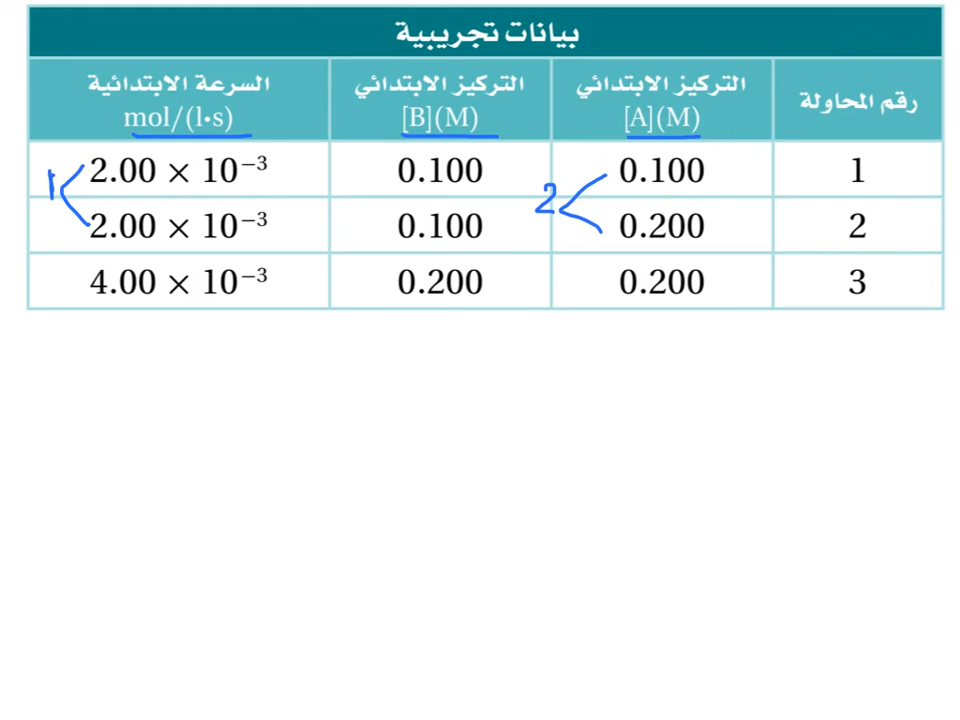 بيانات تجريبية
رقم المحاولة التركيز الابتدائي [A](M) التركيز الابتدائي [B](M) السرعة الابتدائية mol/(l•s)
1 0.100 0.100 2.00 × 10⁻³
2 0.200 0.100 2.00 × 10⁻³
3 0.200 0.200 4.00 × 10⁻³
2
1